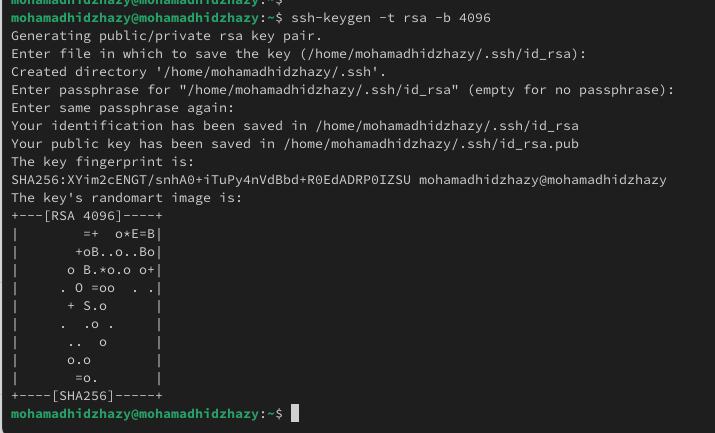 mohamadhidzhazy@mohamadhidzhazy:~$
mohamadhidzhazy@mohamadhidzhazy:~$ ssh-keygen -t rsa -b 4096
Generating public/private rsa key pair.
Enter file in which to save the key (/home/mohamadhidzhazy/.ssh/id_rsa):
Created directory '/home/mohamadhidzhazy/.ssh'.
Enter passphrase for "/home/mohamadhidzhazy/.ssh/id_rsa" (empty for no passphrase):
Enter same passphrase again:
Your identification has been saved in /home/mohamadhidzhazy/.ssh/id_rsa
Your public key has been saved in /home/mohamadhidzhazy/.ssh/id_rsa.pub
The key fingerprint is:
SHA256:XYim2cENGT/snhA0+iTuPy4nVdBbd+R0EdADRP0IZSU mohamadhidzhazy@mohamadhidzhazy
The key's randomart image is:
+---[RSA 4096]----+
|        =+  o*E=B|
|       +oB..o..Bo|
|      o B.*o.o o+|
|     . O =oo  . .|
|      + S.o      |
|     .  .o .     |
|      ..  o      |
|      o.o        |
|       =o.       |
+----[SHA256]-----+
mohamadhidzhazy@mohamadhidzhazy:~$